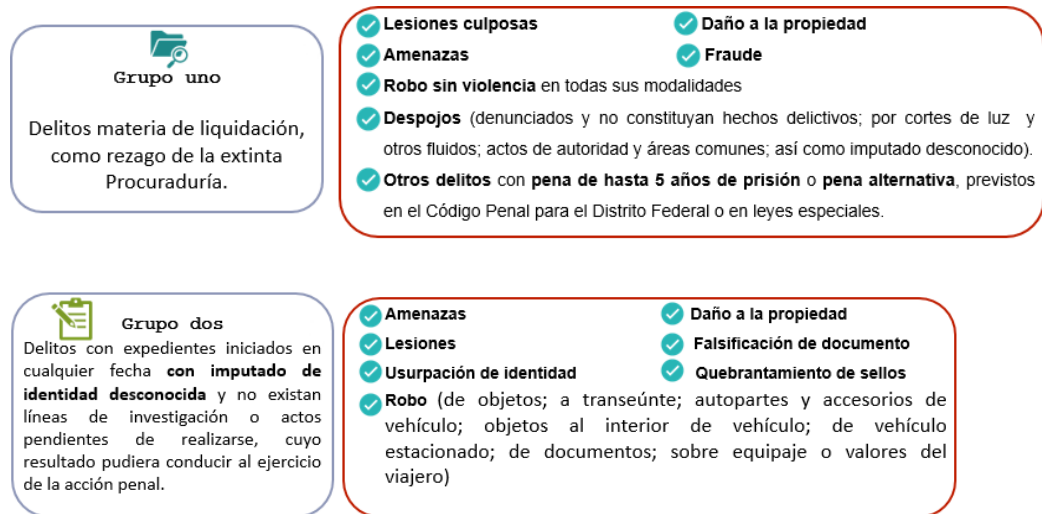 Grupo uno
Delitos materia de liquidación,
como rezago de la extinta
Procuraduría.
Lesiones culposas
Daño a la propiedad
Amenazas
Fraude
Robo sin violencia en todas sus modalidades
Despojos (denunciados y no constituyan hechos delictivos; por cortes de luz y
otros fluidos; actos de autoridad y áreas comunes; así como imputado desconocido).
Otros delitos con pena de hasta 5 años de prisión o pena alternativa, previstos
en el Código Penal para el Distrito Federal o en leyes especiales.
Grupo dos
Delitos con expedientes iniciados en
cualquier fecha con imputado de
identidad desconocida y no existan
líneas de investigación o actos
pendientes de realizarse, cuyo
resultado pudiera conducir al ejercicio
de la acción penal.
Amenazas
Daño a la propiedad
Lesiones
Falsificación de documento
Usurpación de identidad
Quebrantamiento de sellos
Robo (de objetos; a transeúnte; autopartes y accesorios de
vehículo; objetos al interior de vehículo; de vehículo
estacionado; de documentos; sobre equipaje o valores del
viajero)